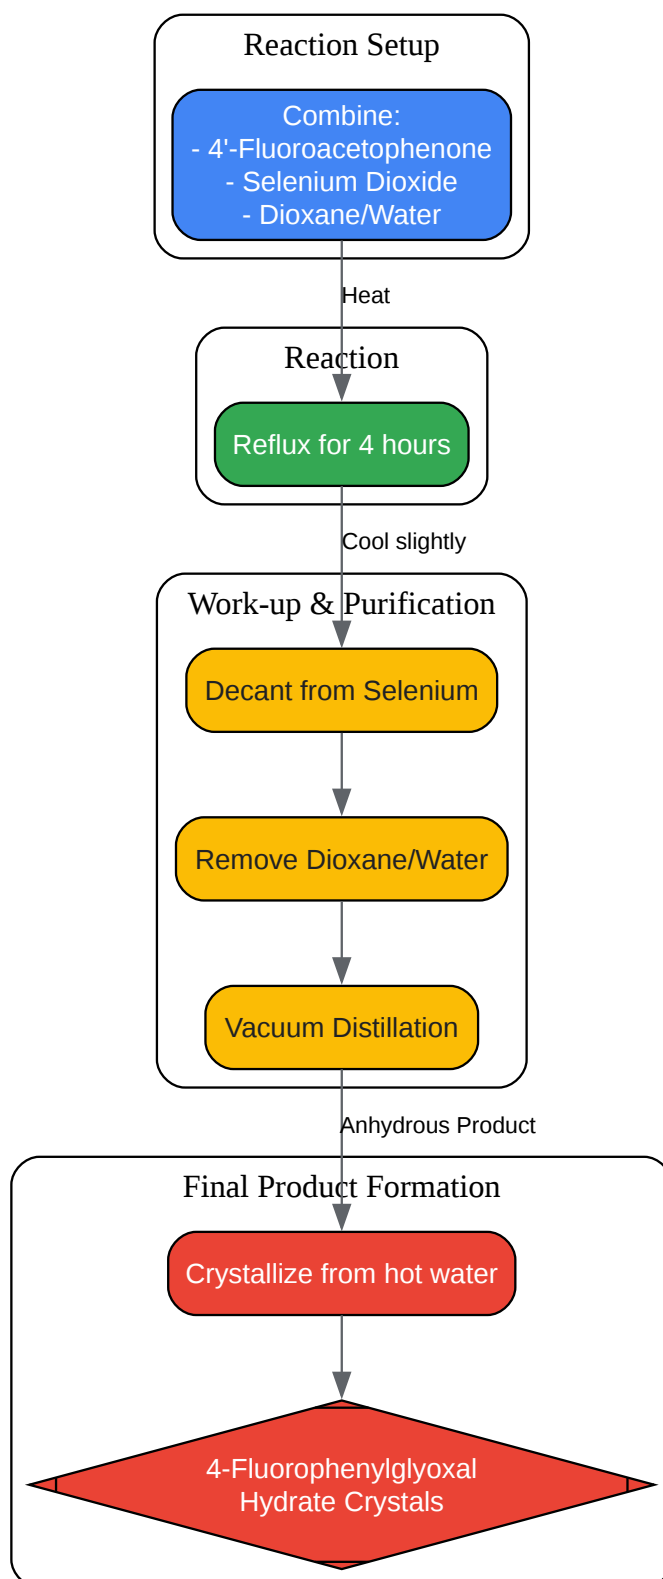 Reaction Setup
Combine:
- 4'-Fluoroacetophenone
- Selenium Dioxide
- Dioxane/Water
Heat
Reaction
Reflux for 4 hours
Cool slightly
Work-up & Purification
Decant from Selenium
Remove Dioxane/Water
Vacuum Distillation
Anhydrous Product
Final Product Formation
Crystallize from hot water
4-Fluorophenylglyoxal
Hydrate Crystals